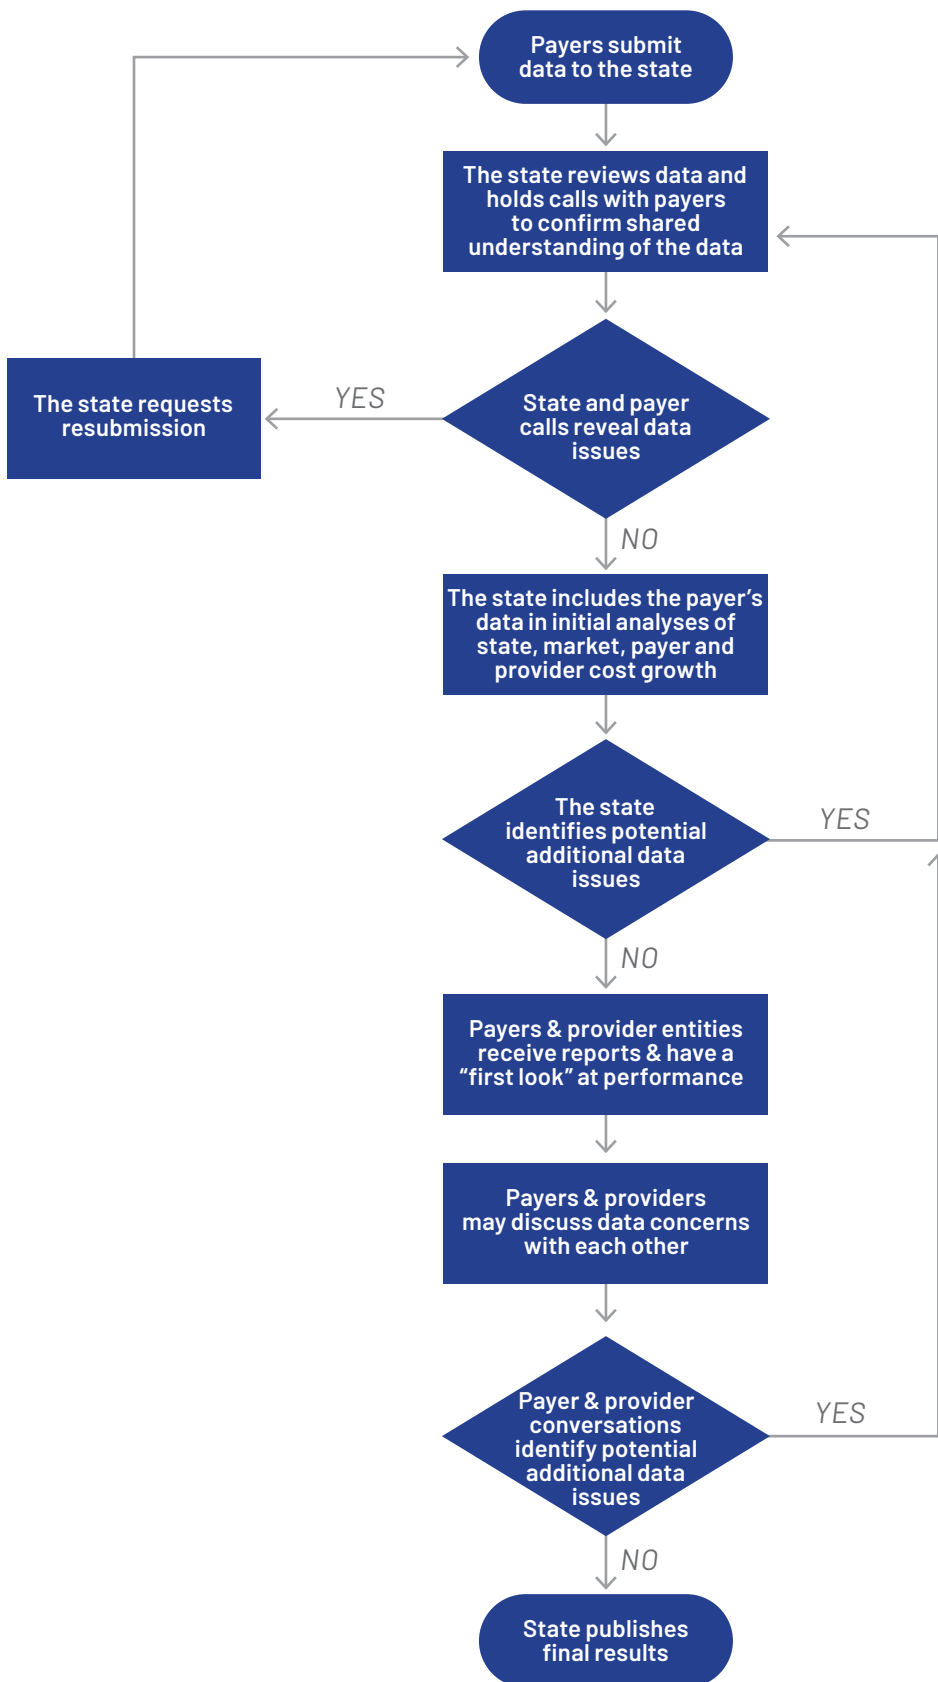 Payers submit
data to the state
The state reviews data and
holds calls with payers
to confirm shared
understanding of the data
State and payer
calls reveal data
issues
YES
The state requests
resubmission
NO
The state includes the payer’s
data in initial analyses of
state, market, payer and
provider cost growth
The state
identifies potential
additional data
issues
YES
NO
Payers & provider entities
receive reports & have a
“first look” at performance
Payers & providers
may discuss data concerns
with each other
Payer & provider
conversations
identify potential
additional data
issues
YES
NO
State publishes
final results